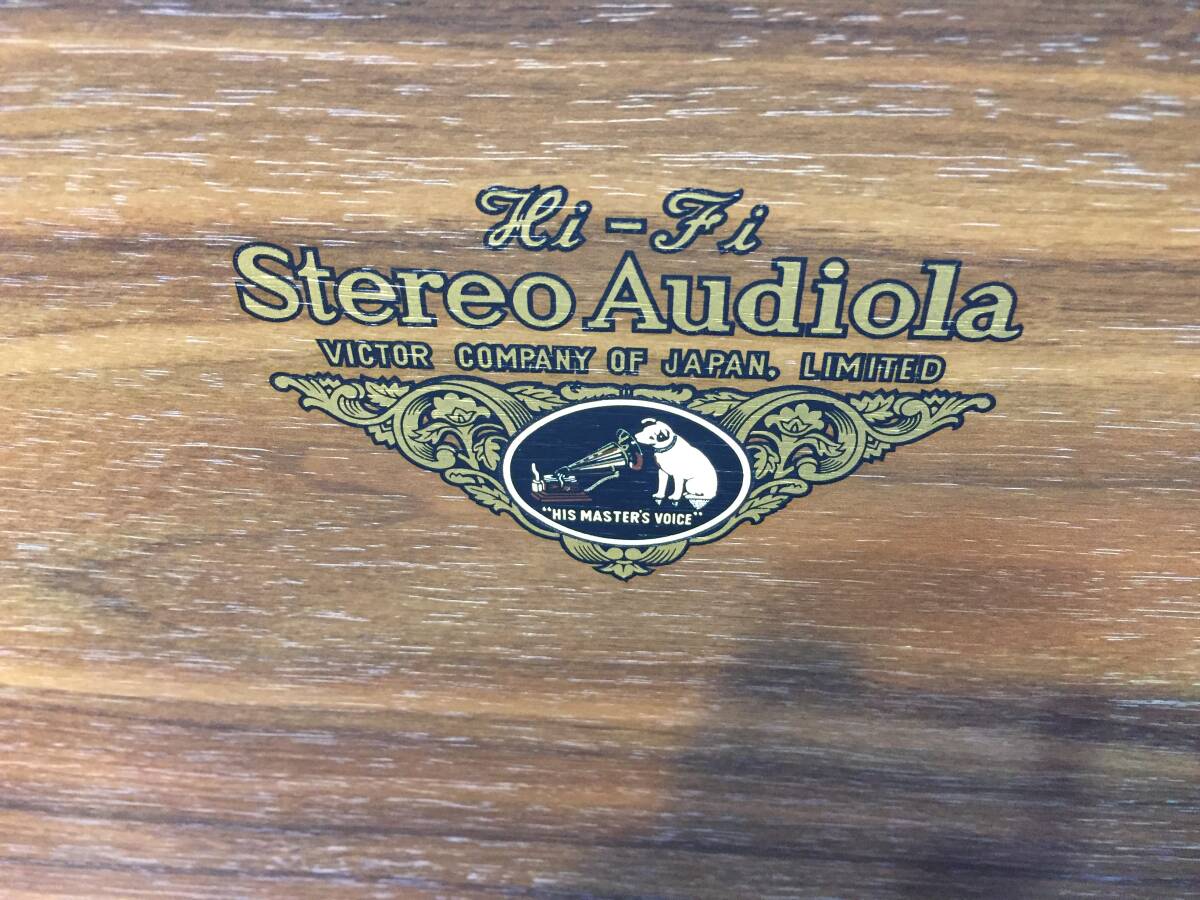 Hi-Fi
Stereo Audiola
VICTOR COMPANY OF JAPAN, LIMITED
"HIS MASTER'S VOICE"